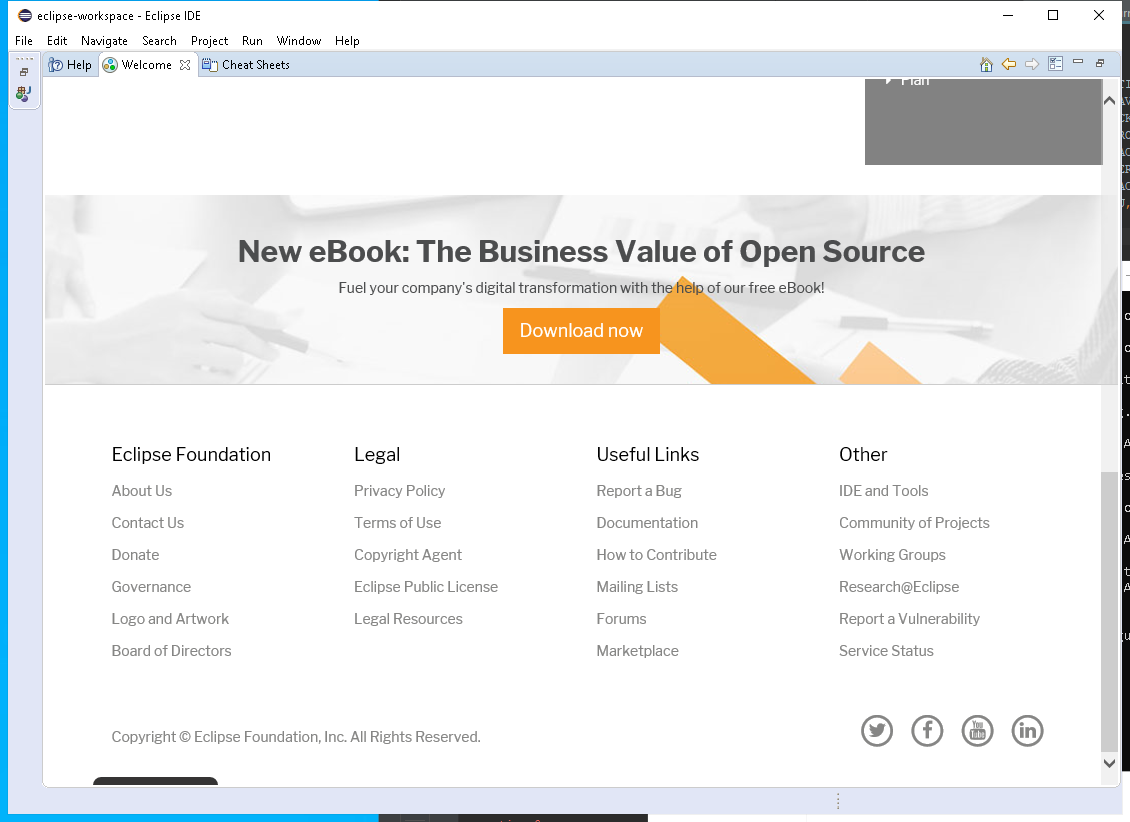 eclipse-workspace - Eclipse IDE
File Edit Navigate Search Project Run Window Help
Help Welcome Cheat Sheets
Plan
New eBook: The Business Value of Open Source
Fuel your company's digital transformation with the help of our free eBook!
Download now
Eclipse Foundation
About Us
Contact Us
Donate
Governance
Logo and Artwork
Board of Directors
Legal
Privacy Policy
Terms of Use
Copyright Agent
Eclipse Public License
Legal Resources
Useful Links
Report a Bug
Documentation
How to Contribute
Mailing Lists
Forums
Marketplace
Other
IDE and Tools
Community of Projects
Working Groups
Research@Eclipse
Report a Vulnerability
Service Status
Copyright © Eclipse Foundation, Inc. All Rights Reserved.
You Tube
in